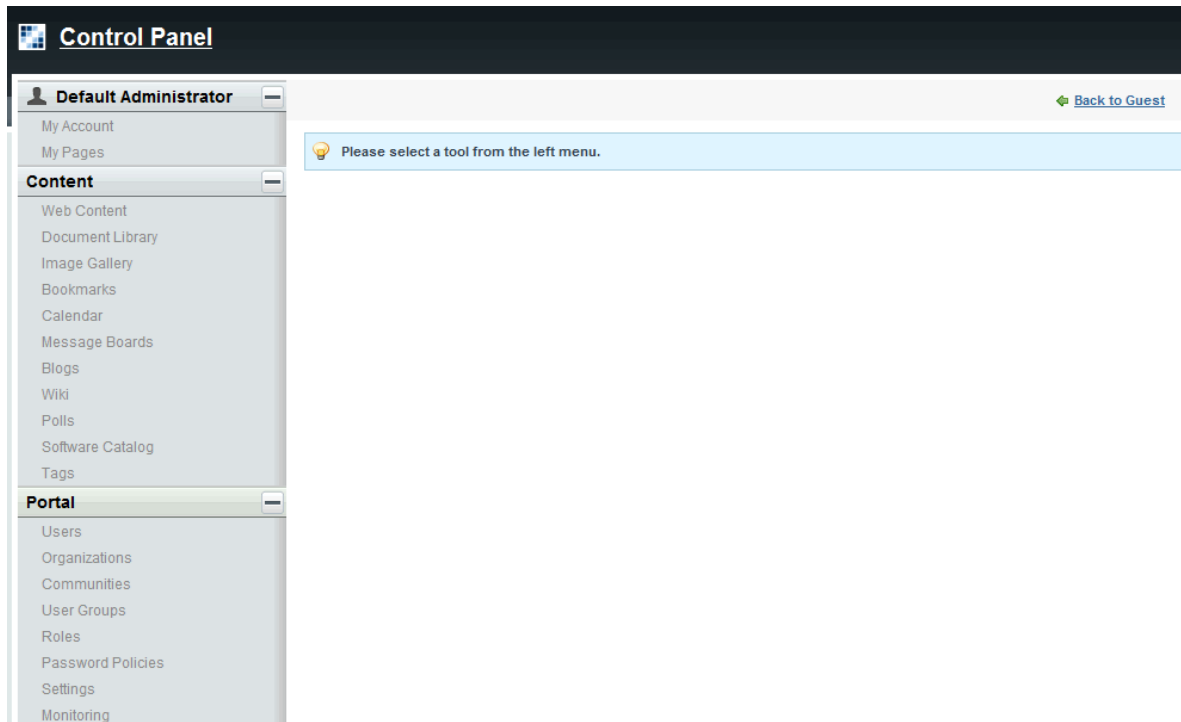 Control Panel
Default Administrator
Back to Guest
My Account
My Pages
Please select a tool from the left menu.
Content
Web Content
Document Library
Image Gallery
Bookmarks
Calendar
Message Boards
Blogs
Wiki
Polls
Software Catalog
Tags
Portal
Users
Organizations
Communities
User Groups
Roles
Password Policies
Settings
Monitoring